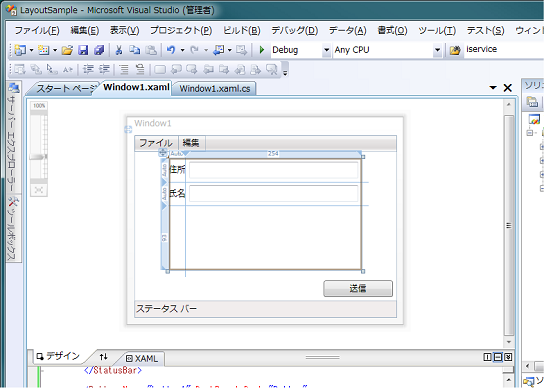 LayoutSample - Microsoft Visual Studio (管理者)
ファイル(F) 編集(E) 表示(V) プロジェクト(P) ビルド(B) デバッグ(D) データ(A) 書式(O) ツール(T) テスト(S) ウィン
Debug Any CPU iservice
スタート ページ Window1.xaml Window1.xaml.cs ソリュ
サーバー エクスプローラー
ツールボックス
100%
Window1
ファイル 編集
Auto 254
Auto 住所
Auto 氏名
93
送信
ステータス バー
デザイン XAML
</StatusBar>